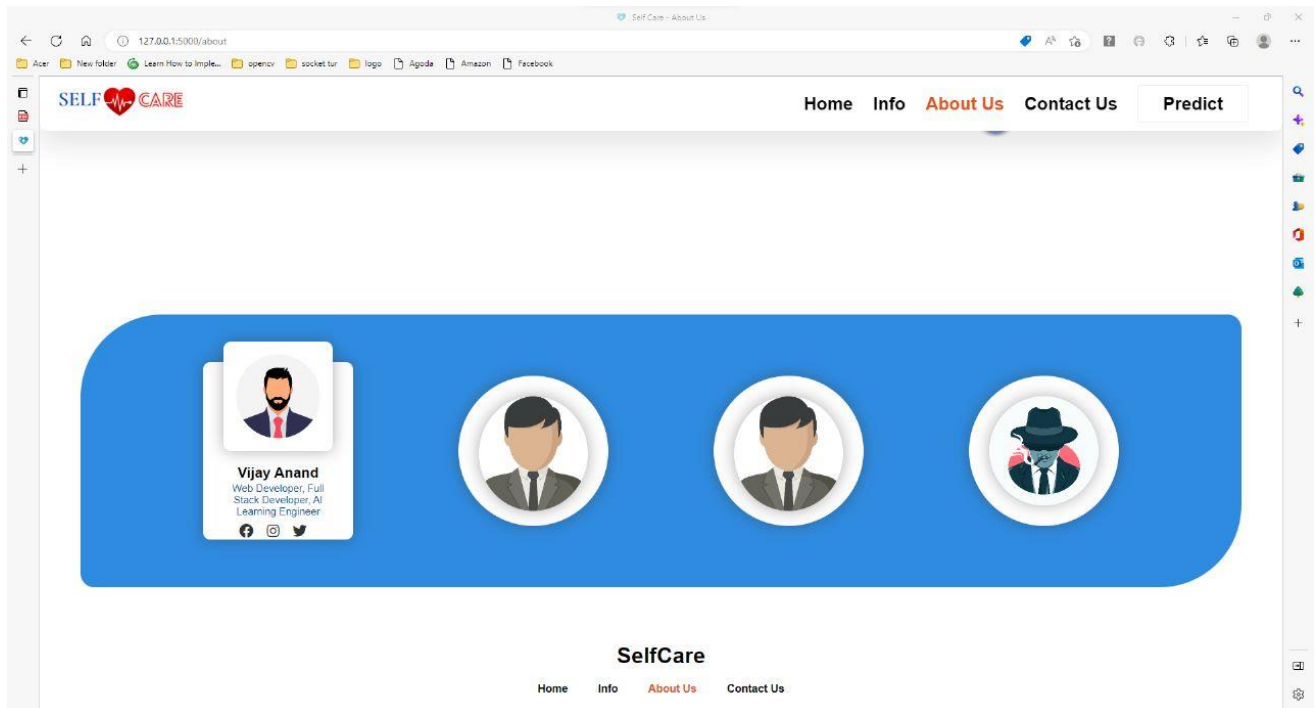 Self Care - About Us
127.0.0.1:5000/about
Acer New folder Learn How to Imple... opencv socket tur logo Agoda Amazon Facebook
SELF CARE
Home Info About Us Contact Us Predict
Vijay Anand
Web Developer, Full
Stack Developer, AI
Learning Engineer
SelfCare
Home Info About Us Contact Us